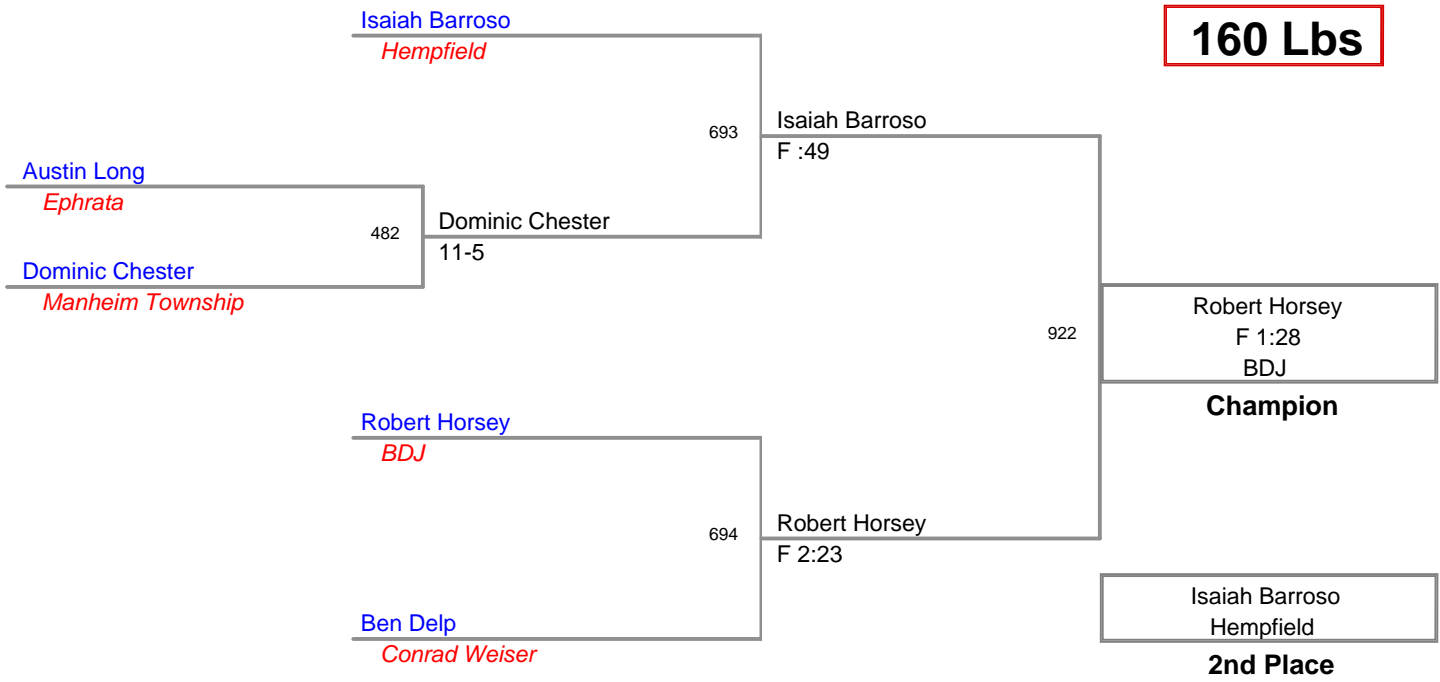 Isaiah Barroso
Hempfield
160 Lbs
693
Isaiah Barroso
F :49
Austin Long
Ephrata
482
Dominic Chester
11-5
Dominic Chester
Manheim Township
922
Robert Horsey
F 1:28
BDJ
Champion
Robert Horsey
BDJ
694
Robert Horsey
F 2:23
Ben Delp
Conrad Weiser
Isaiah Barroso
Hempfield
2nd Place